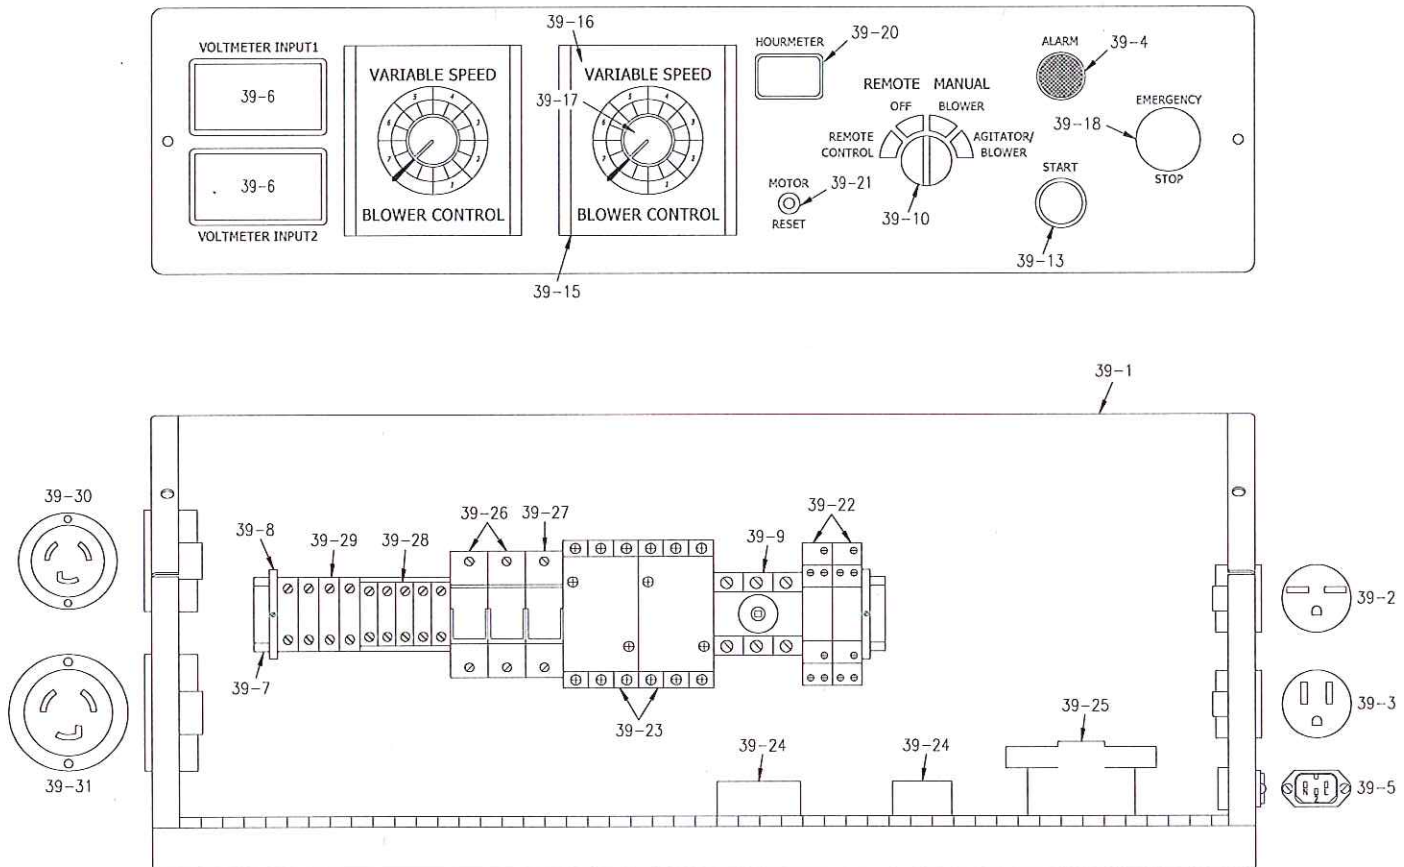 39-16
VOLTMETER INPUT1
39-6
39-6
VOLTMETER INPUT2
VARIABLE SPEED
BLOWER CONTROL
VARIABLE SPEED
39-17
BLOWER CONTROL
39-15
HOURMETER
39-20
REMOTE MANUAL
OFF
BLOWER
REMOTE
CONTROL
AGITATOR/
BLOWER
MOTOR
39-21
RESET
39-10
ALARM
39-4
EMERGENCY
39-18
STOP
START
39-13
39-1
39-30
39-8
39-29
39-28
39-26
39-27
39-9
39-22
39-2
39-7
39-23
39-3
39-25
39-24
39-24
39-31
39-5